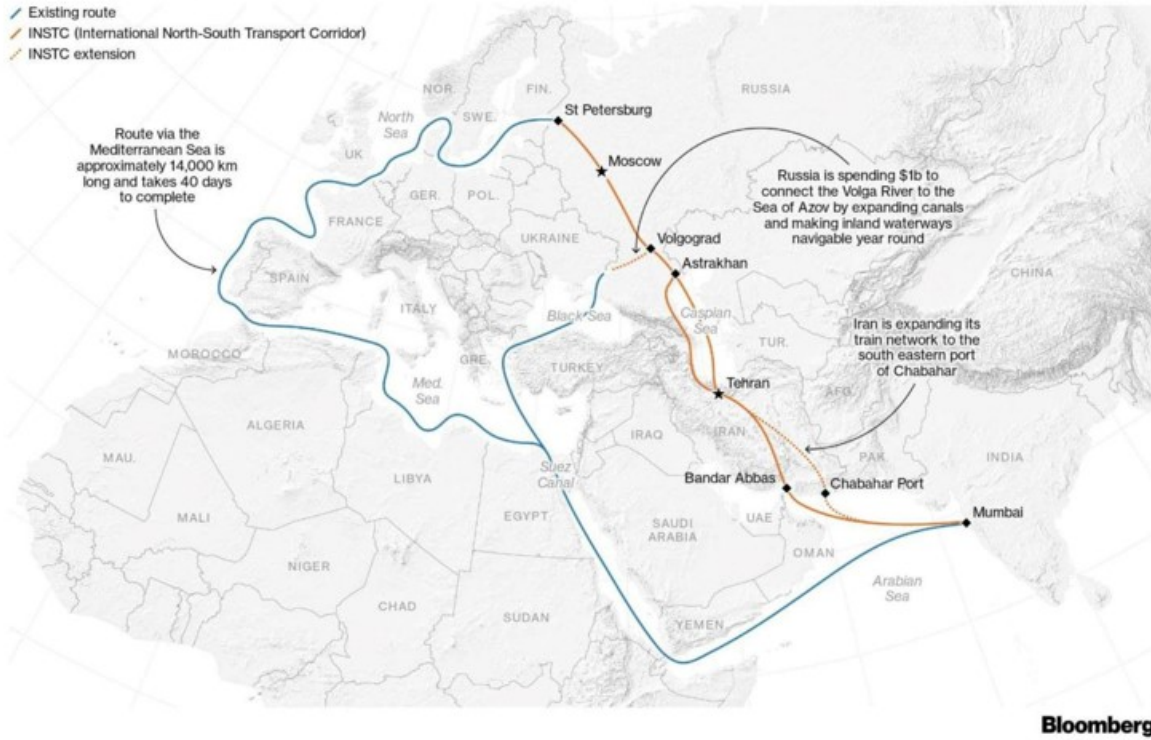 Existing route
INSTC (International North-South Transport Corridor)
INSTC extension
NOR.
SWE.
FIN.
RUSSIA
St Petersburg
North
Sea
Route via the
Mediterranean Sea is
approximately 14,000 km
long and takes 40 days
to complete
UK
Moscow
Russia is spending $1b to
connect the Volga River to the
Sea of Azov by expanding canals
and making inland waterways
navigable year round
GER.
POL.
FRANCE
UKRAINE
Volgograd
Astrakhan
SPAIN
CHINA
ITALY
Black Sea
Caspian
Sea
Iran is expanding its
train network to the
south eastern port
of Chabahar
TUR.
MOROCCO
GRE.
TURKEY
Med.
Sea
Tehran
AFG.
ALGERIA
IRAQ
IRAN
MAU.
LIBYA
Suez
Canal
PAK.
INDIA
Bandar Abbas
Chabahar Port
EGYPT
MALI
SAUDI
ARABIA
UAE
Mumbai
OMAN
NIGER
Arabian
Sea
CHAD
SUDAN
YEMEN
Bloomberg